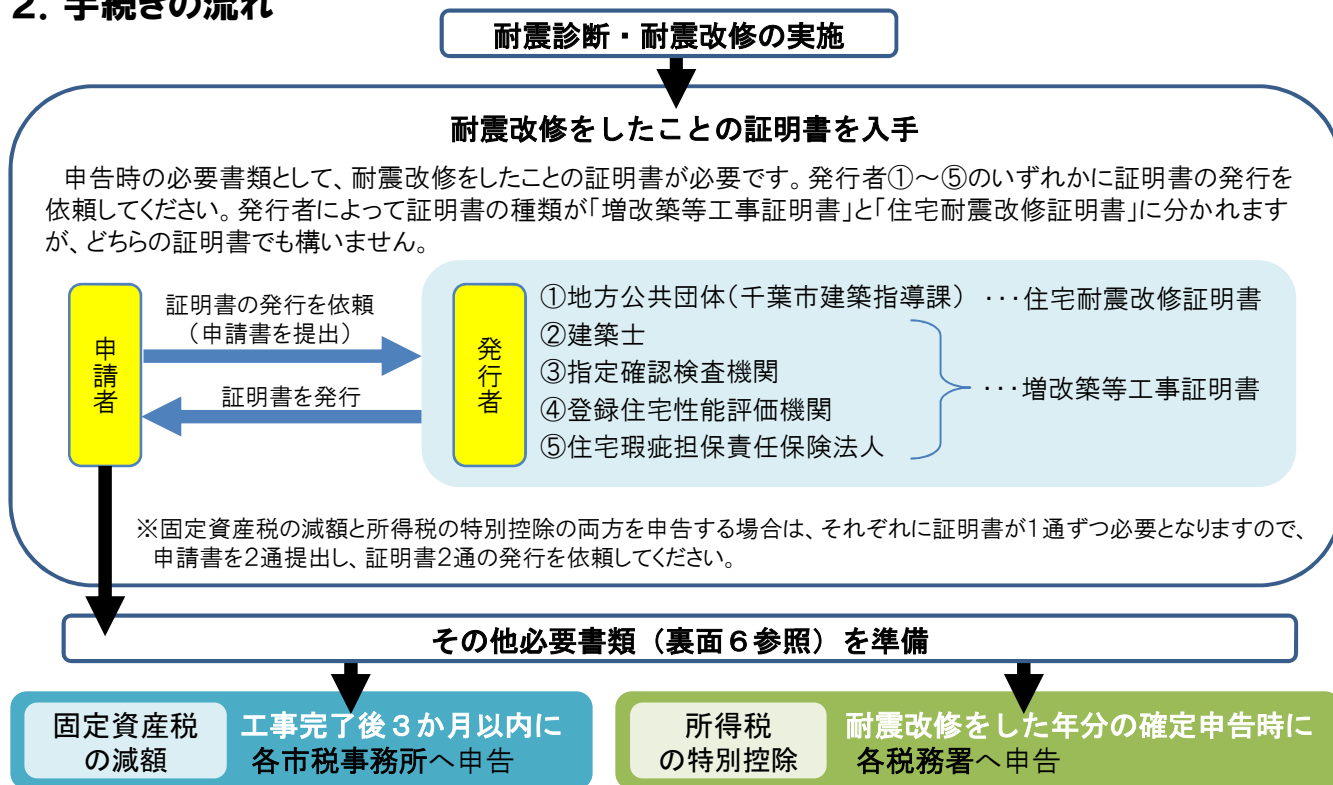 2. 手続きの流れ
耐震診断・耐震改修の実施
耐震改修をしたことの証明書を入手
申告時の必要書類として、耐震改修をしたことの証明書が必要です。発行者①～⑤のいずれかに証明書の発行を
依頼してください。発行者によって証明書の種類が「増改築等工事証明書」と「住宅耐震改修証明書」に分かれます
が、どちらの証明書でも構いません。
申請者
証明書の発行を依頼
（申請書を提出）
証明書を発行
発行者
①地方公共団体（千葉市建築指導課） ・・・住宅耐震改修証明書
②建築士
③指定確認検査機関
④登録住宅性能評価機関
⑤住宅瑕疵担保責任保険法人
・・・増改築等工事証明書
※固定資産税の減額と所得税の特別控除の両方を申告する場合は、それぞれに証明書が1通ずつ必要となりますので、
申請書を2通提出し、証明書2通の発行を依頼してください。
その他必要書類（裏面６参照）を準備
固定資産税
の減額
工事完了後３か月以内に
各市税事務所へ申告
所得税
の特別控除
耐震改修をした年分の確定申告時に
各税務署へ申告